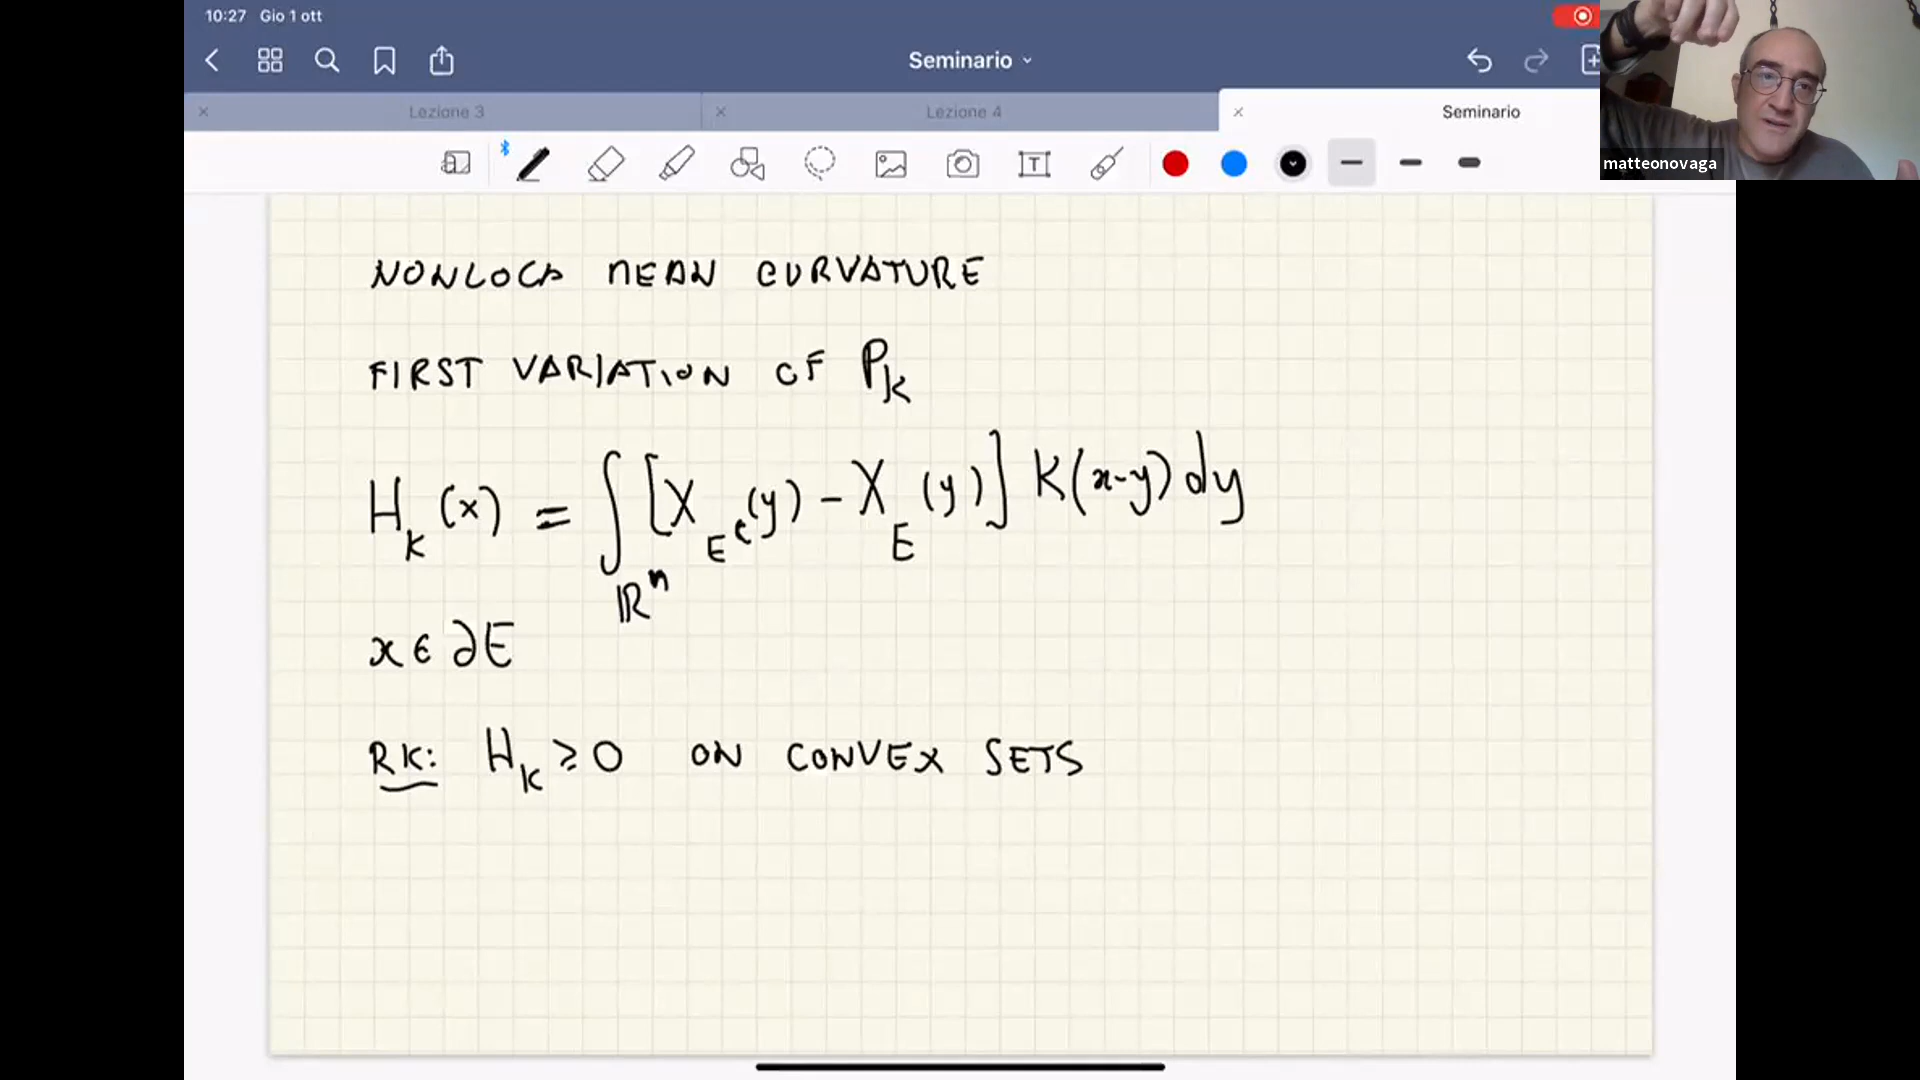 10:27 Gio 1 ott
Seminario
Lezione 3
Lezione 4
Seminario
matteonovaga
NONLOCA MEAN CURVATURE
FIRST VARIATION OF P_K
H_K(x) = ∫_{ℝ^n} [χ_{E^c}(y) - χ_E(y)] K(x-y) dy
x ∈ ∂E
RK: H_K ≥ 0 ON CONVEX SETS